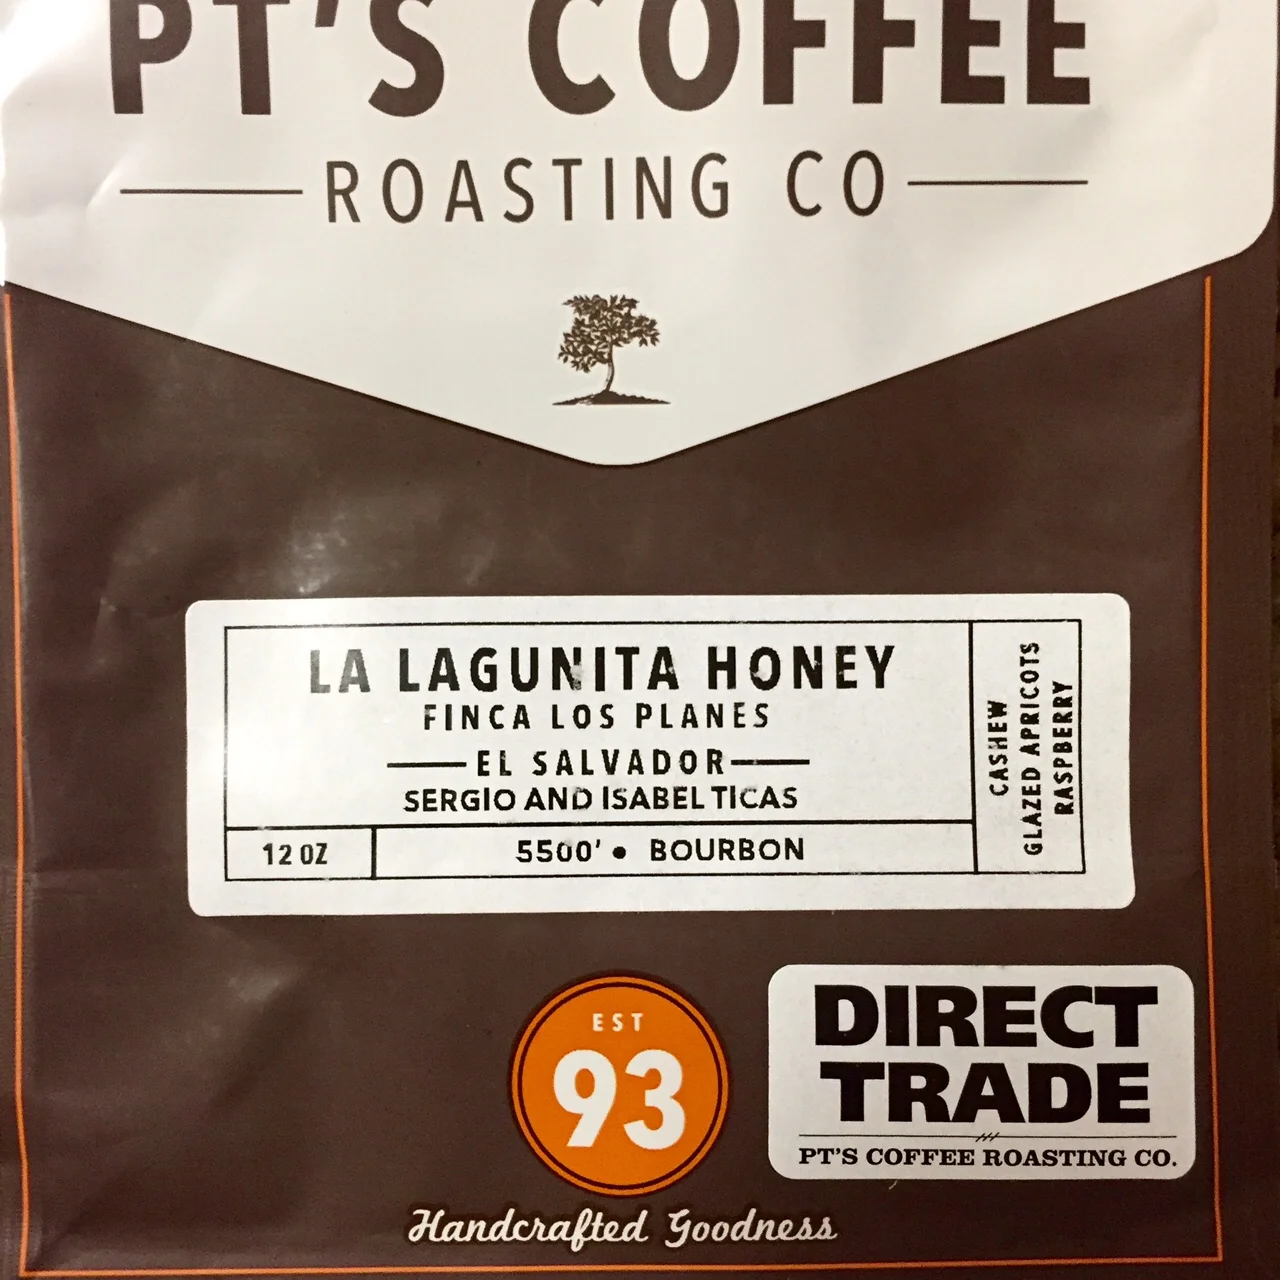 PT'S COFFEE
ROASTING CO
LA LAGUNITA HONEY
FINCA LOS PLANES
EL SALVADOR
SERGIO AND ISABEL TICAS
12 OZ
5500' • BOURBON
CASHEW
GLAZED APRICOTS
RASPBERRY
EST
93
DIRECT
TRADE
PT'S COFFEE ROASTING CO.
Handcrafted Goodness